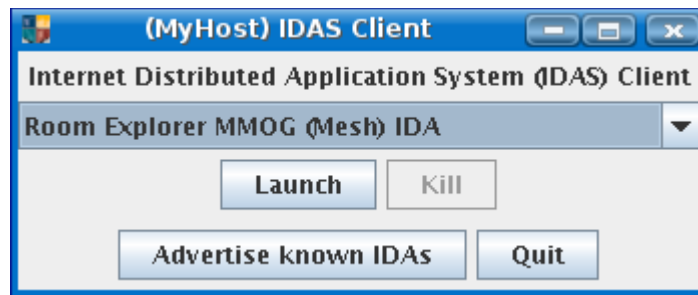 (MyHost) IDAS Client
Internet Distributed Application System (IDAS) Client
Room Explorer MMOG (Mesh) IDA
Launch Kill
Advertise known IDAs Quit